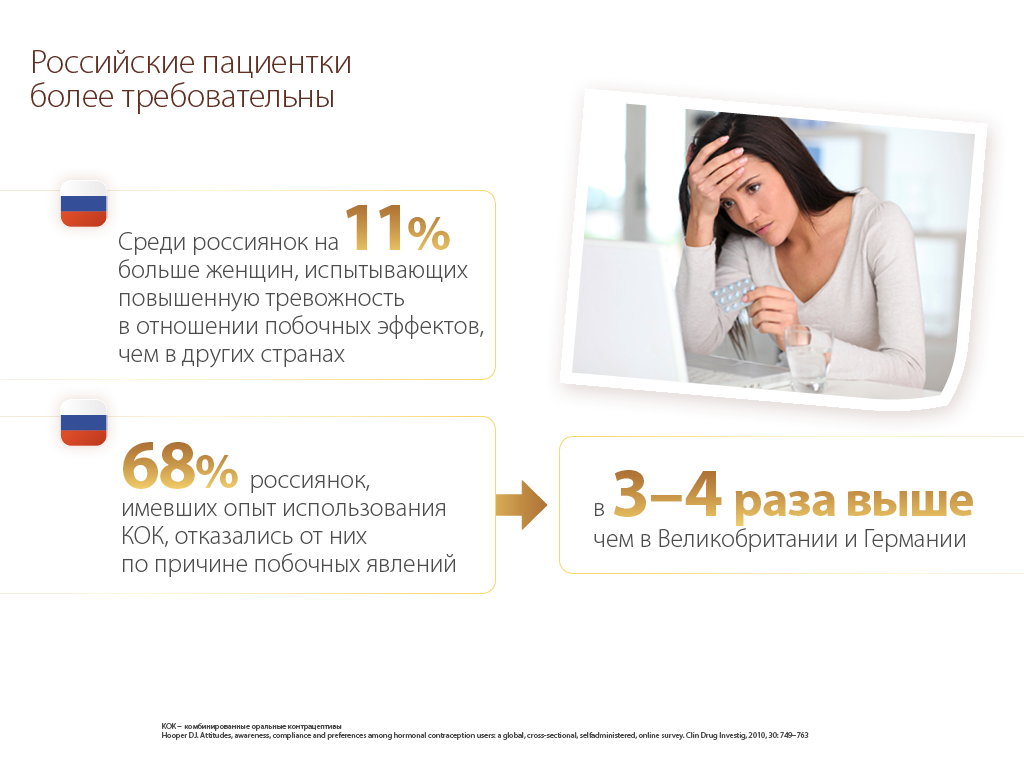 Российские пациентки
более требовательны
Среди россиянок на 11%
больше женщин, испытывающих
повышенную тревожность
в отношении побочных эффектов,
чем в других странах
68% россиянок,
имевших опыт использования
КОК, отказались от них
по причине побочных явлений
в 3–4 раза выше
чем в Великобритании и Германии
КОК – комбинированные оральные контрацептивы
Hooper DJ. Attitudes, awareness, compliance and preferences among hormonal contraception users: a global, cross-sectional, selfadministered, online survey. Clin Drug Investig, 2010, 30: 749–763